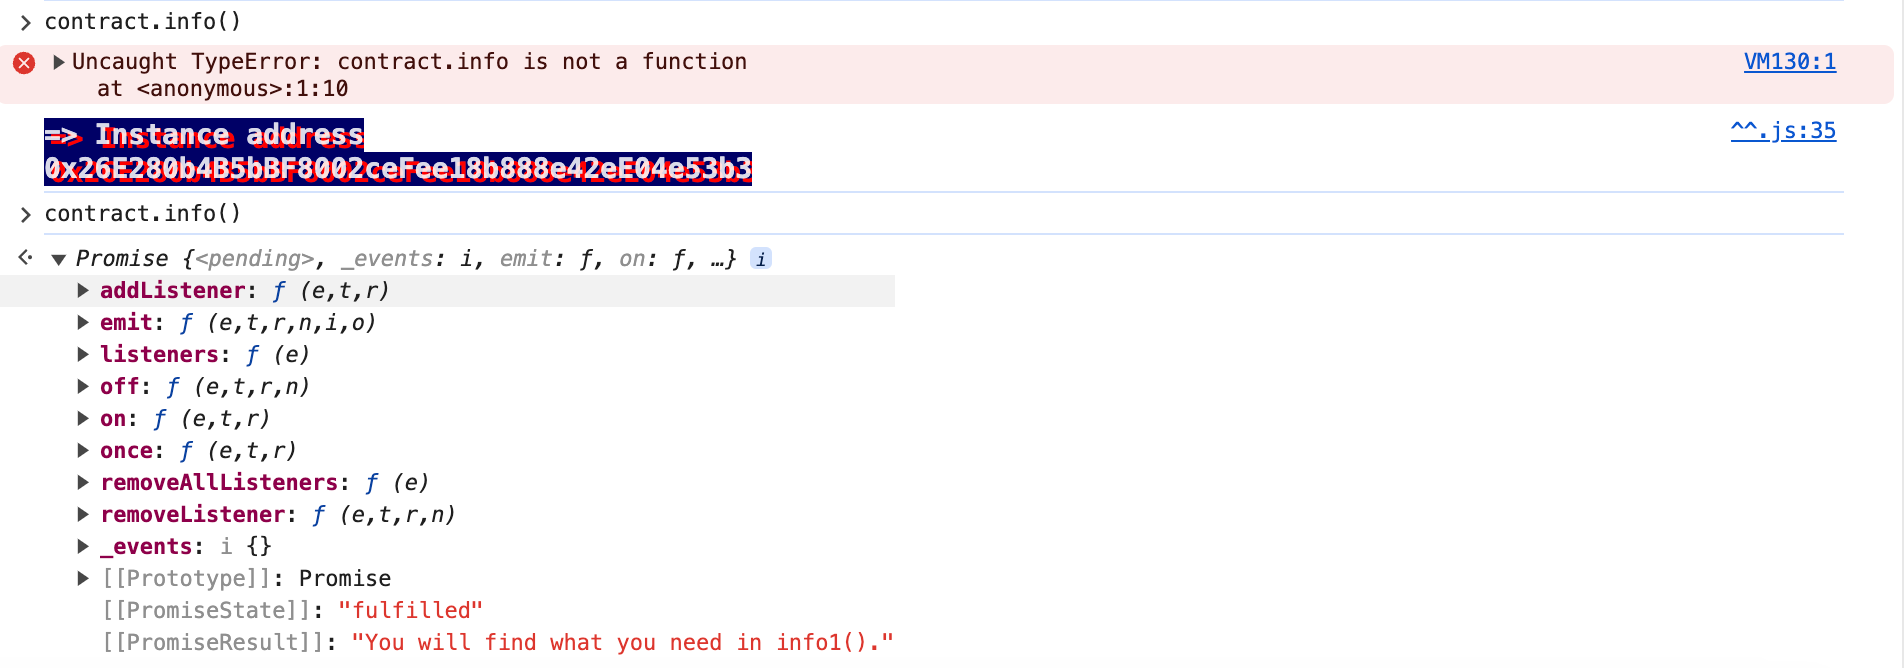 > contract.info()
Uncaught TypeError: contract.info is not a function VM130:1
at <anonymous>:1:10
=> Instance address ^^.js:35
0x26E280b4B5bBF8002ceFee18b888e42eE04e53b3
> contract.info()
Promise {<pending>, _events: i, emit: ƒ, on: ƒ, …} i
addListener: ƒ (e,t,r)
emit: ƒ (e,t,r,n,i,o)
listeners: ƒ (e)
off: ƒ (e,t,r,n)
on: ƒ (e,t,r)
once: ƒ (e,t,r)
removeAllListeners: ƒ (e)
removeListener: ƒ (e,t,r,n)
_events: i {}
[[Prototype]]: Promise
[[PromiseState]]: "fulfilled"
[[PromiseResult]]: "You will find what you need in info1()."